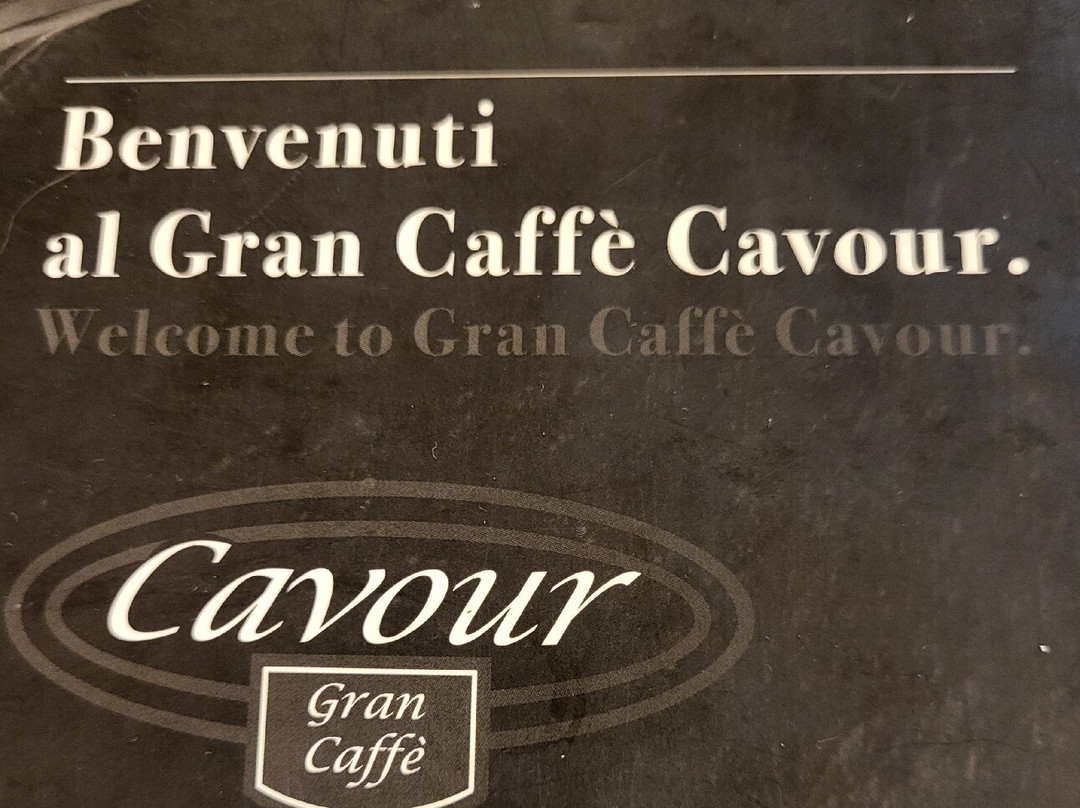 Benvenuti
al Gran Caffè Cavour.
Welcome to Gran Caffè Cavour.
Cavour
Gran
Caffè